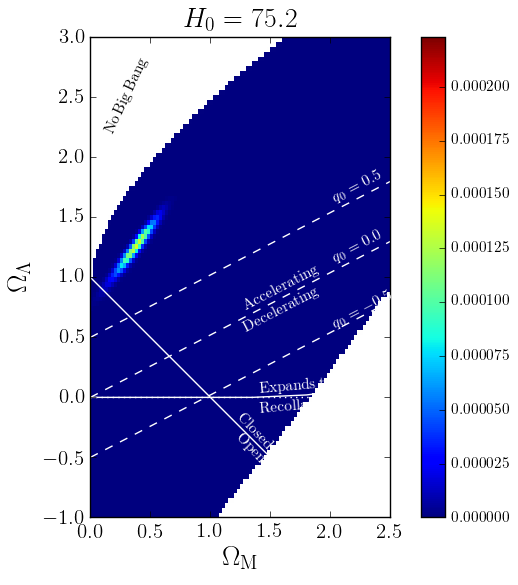 H₀ = 75.2
No Big Bang
q₀ = 0.5
q₀ = 0.0
Accelerating
Decelerating
Expands
Closed
Open
3.0
2.5
2.0
1.5
1.0
0.5
0.0
−0.5
−1.0
Ω_Λ
0.0 0.5 1.0 1.5 2.0 2.5
Ω_M
0.000200
0.000175
0.000150
0.000125
0.000100
0.000075
0.000050
0.000025
0.000000